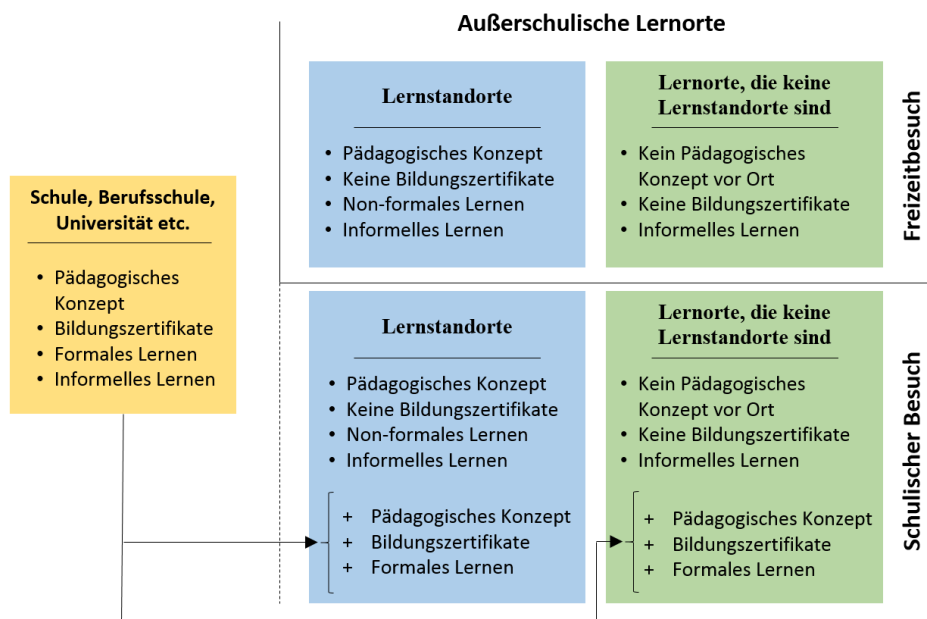 Außerschulische Lernorte
Schule, Berufsschule,
Universität etc.
• Pädagogisches
Konzept
• Bildungszertifikate
• Formales Lernen
• Informelles Lernen
Lernstandorte
• Pädagogisches Konzept
• Keine Bildungszertifikate
• Non-formales Lernen
• Informelles Lernen
Lernorte, die keine
Lernstandorte sind
• Kein Pädagogisches
Konzept vor Ort
• Keine Bildungszertifikate
• Informelles Lernen
Freizeitbesuch
Lernstandorte
• Pädagogisches Konzept
• Keine Bildungszertifikate
• Non-formales Lernen
• Informelles Lernen
+ Pädagogisches Konzept
+ Bildungszertifikate
+ Formales Lernen
Lernorte, die keine
Lernstandorte sind
• Kein Pädagogisches
Konzept vor Ort
• Keine Bildungszertifikate
• Informelles Lernen
+ Pädagogisches Konzept
+ Bildungszertifikate
+ Formales Lernen
Schulischer Besuch